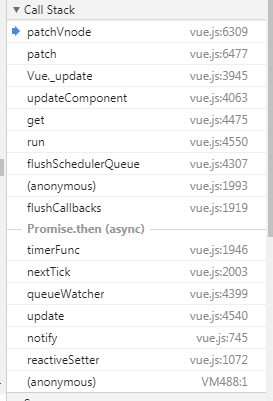 ▼ Call Stack
patchVnode vue.js:6309
patch vue.js:6477
Vue._update vue.js:3945
updateComponent vue.js:4063
get vue.js:4475
run vue.js:4550
flushSchedulerQueue vue.js:4307
(anonymous) vue.js:1993
flushCallbacks vue.js:1919
Promise.then (async)
timerFunc vue.js:1946
nextTick vue.js:2003
queueWatcher vue.js:4399
update vue.js:4540
notify vue.js:745
reactiveSetter vue.js:1072
(anonymous) VM488:1